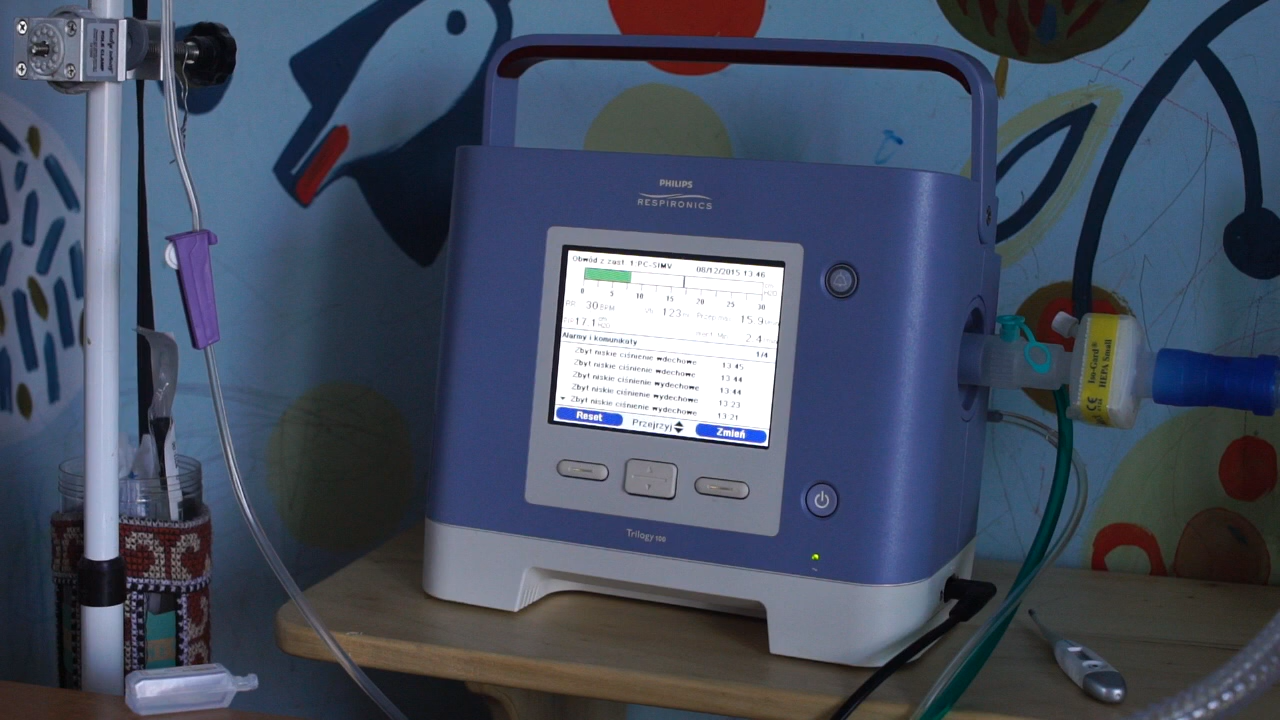 PHILIPS
RESPIRONICS
Obwód z zast. 1:PC-SIMV 08/12/2015 13:46
0 5 10 15 20 25 30
30 123 15.9
17.1 2.4
Alarmy i komunikaty 1/4
Zbyt niskie ciśnienie wdechowe 13:45
Zbyt niskie ciśnienie wydechowe 13:44
Zbyt niskie ciśnienie wdechowe 13:44
Zbyt niskie ciśnienie wydechowe 13:23
Zbyt niskie ciśnienie wydechowe 13:21
Reset Przejrzyj Zmień
Trilogy 100
Iso-Gard®
HEPA Small